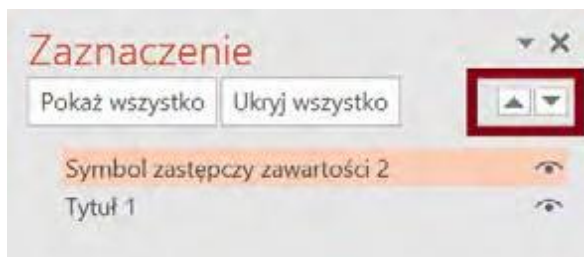 Zaznaczenie
Pokaż wszystko Ukryj wszystko
Symbol zastępczy zawartości 2
Tytuł 1